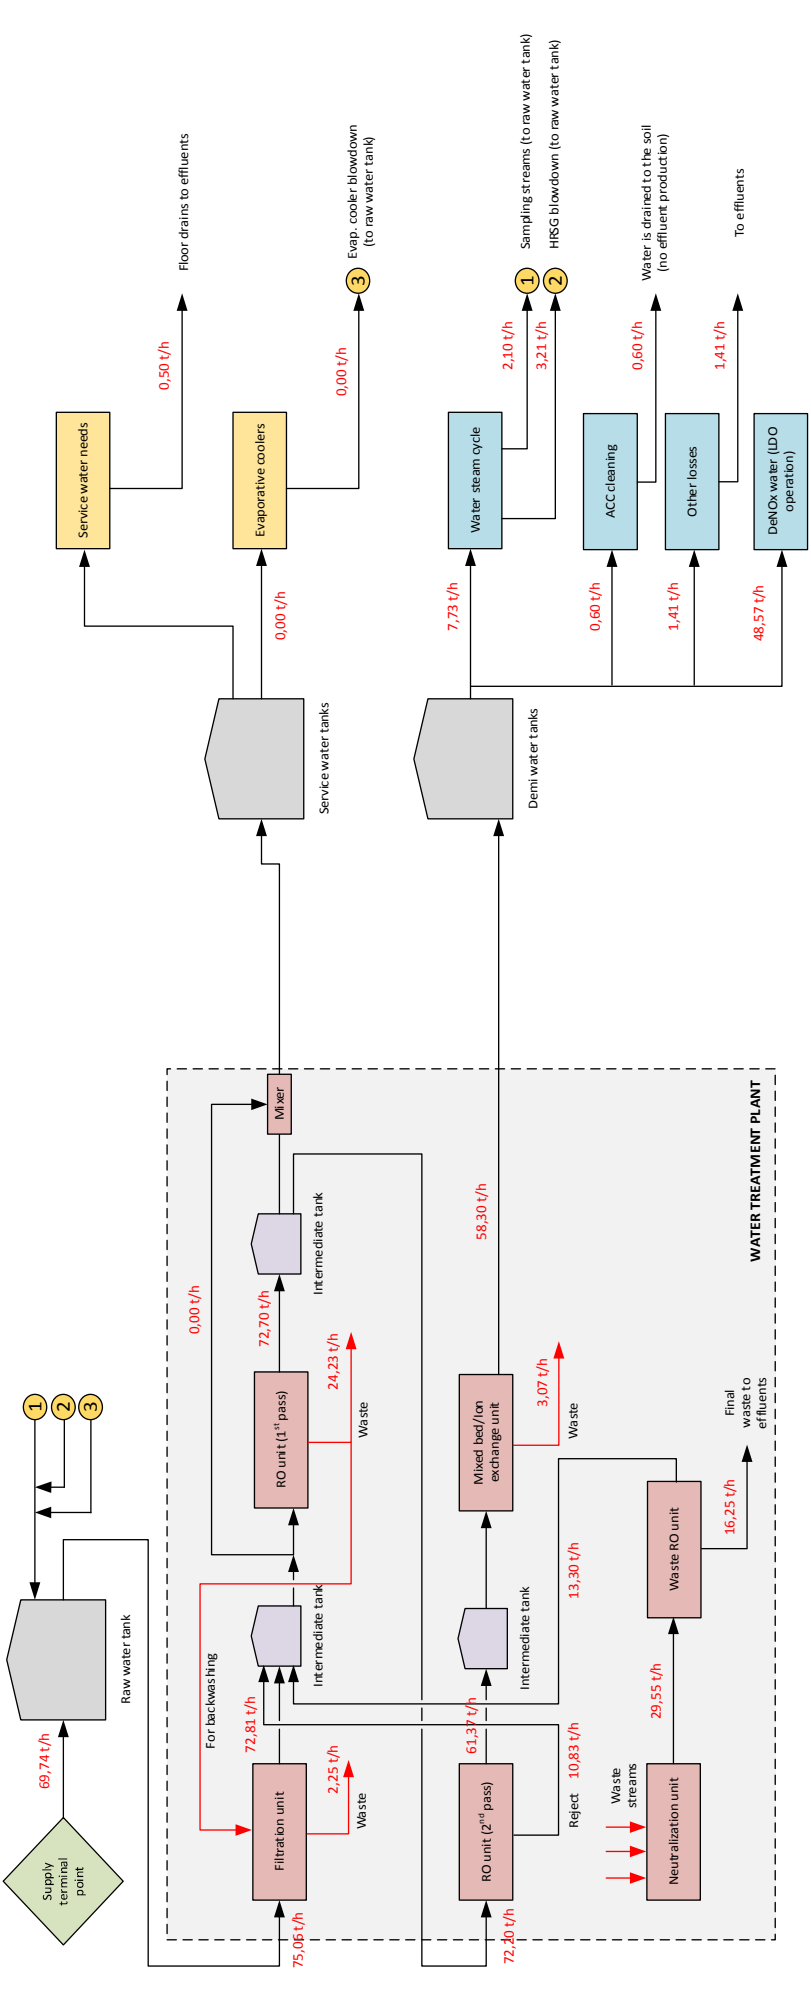 Supply
terminal
point
69,74 t/h
Raw water tank
1
2
3
75,06 t/h
Filtration unit
2,25 t/h
Waste
For backwashing
72,81 t/h
Intermediate tank
RO unit (1st pass)
24,23 t/h
Waste
72,70 t/h
Intermediate tank
0,00 t/h
Mixer
72,20 t/h
RO unit (2nd pass)
Reject
10,83 t/h
61,37 t/h
Intermediate tank
Mixed bed/Ion
exchange unit
3,07 t/h
Waste
58,30 t/h
Waste
streams
Neutralization unit
29,55 t/h
Waste RO unit
13,30 t/h
16,25 t/h
Final
waste to
effluents
WATER TREATMENT PLANT
Service water tanks
Service water needs
0,50 t/h
Floor drains to effluents
0,00 t/h
Evaporative coolers
0,00 t/h
3
Evap. cooler blowdown
(to raw water tank)
Demi water tanks
7,73 t/h
Water steam cycle
2,10 t/h
1
Sampling streams (to raw water tank)
3,21 t/h
2
HRSG blowdown (to raw water tank)
0,60 t/h
ACC cleaning
0,60 t/h
Water is drained to the soil
(no effluent production)
1,41 t/h
Other losses
1,41 t/h
To effluents
48,57 t/h
DeNOx water (LDO
operation)